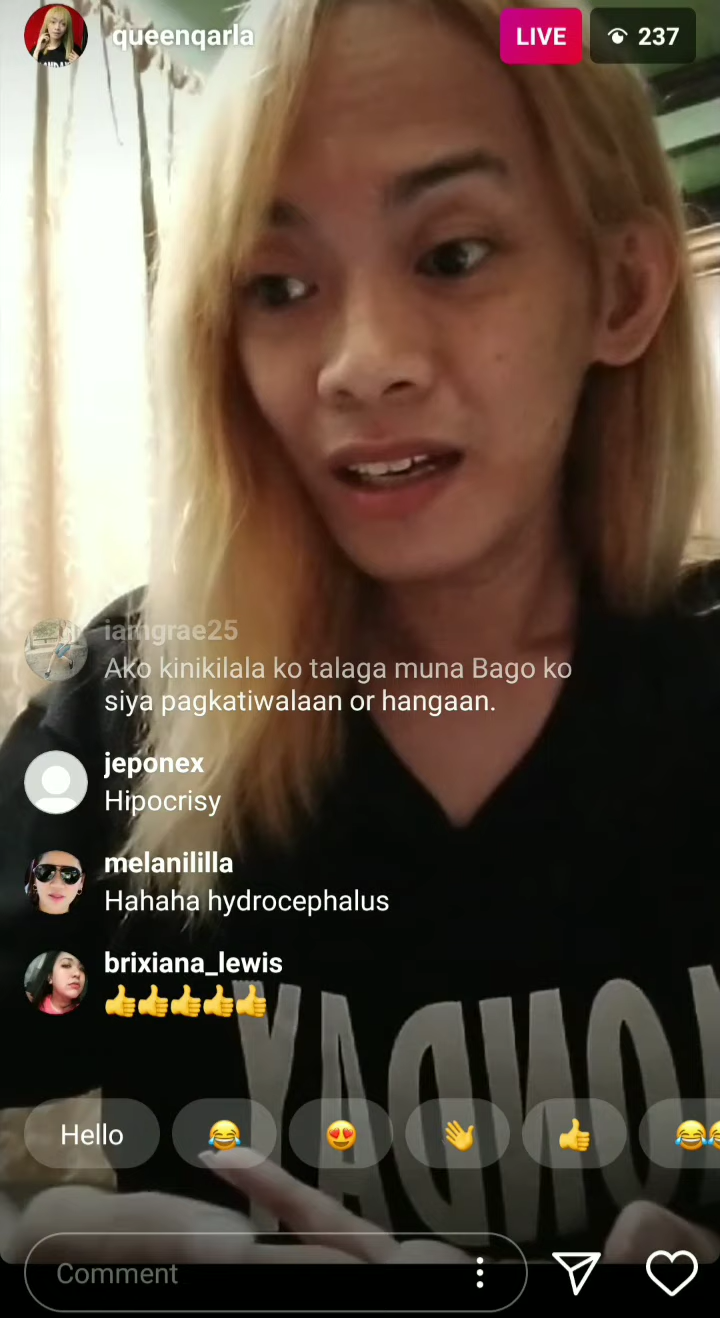 queenqarla
LIVE
237
iamgrae25
Ako kinikilala ko talaga muna Bago ko
siya pagkatiwalaan or hangaan.
jeponex
Hipocrisy
melanililla
Hahaha hydrocephalus
brixiana_lewis
👍👍👍👍👍
ONDAY
Hello
😂 😍 👋 👍 😂
Comment